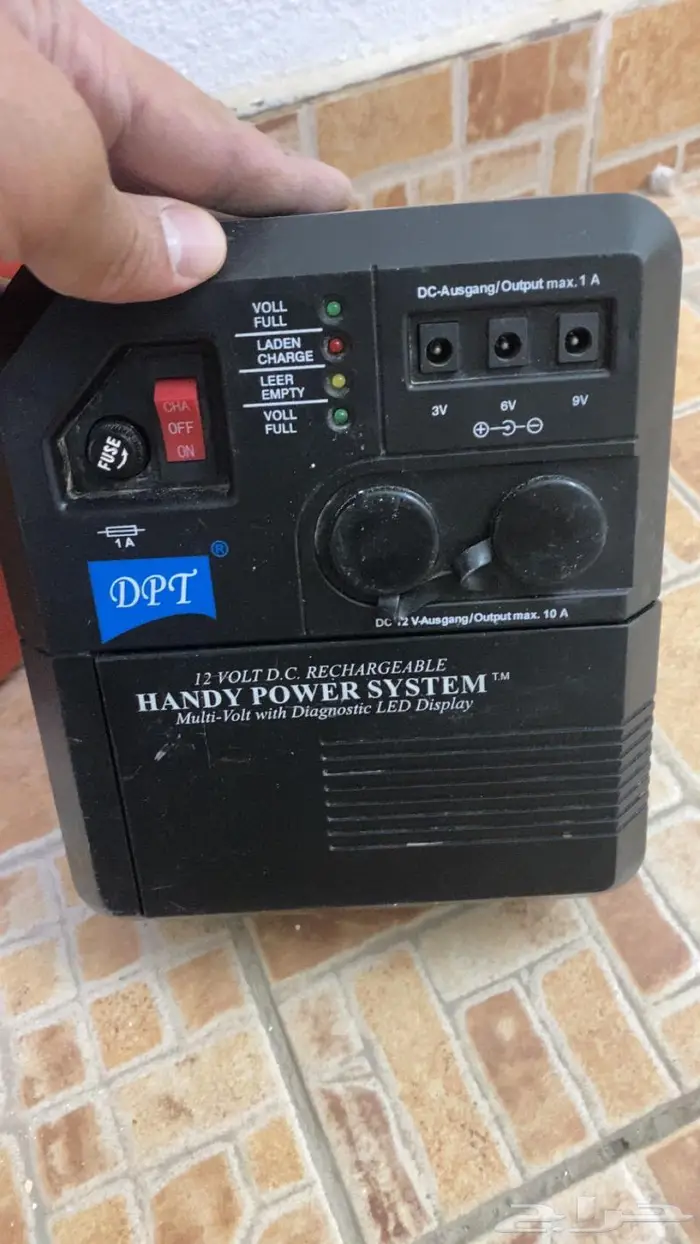 VOLL
FULL
LADEN
CHARGE
LEER
EMPTY
VOLL
FULL
DC-Ausgang/Output max. 1 A
3V 6V 9V
CHA
OFF
ON
FUSE
1 A
DPT ®
DC 12 V-Ausgang/Output max. 10 A
12 VOLT D.C. RECHARGEABLE
HANDY POWER SYSTEM™
Multi-Volt with Diagnostic LED Display
حراج